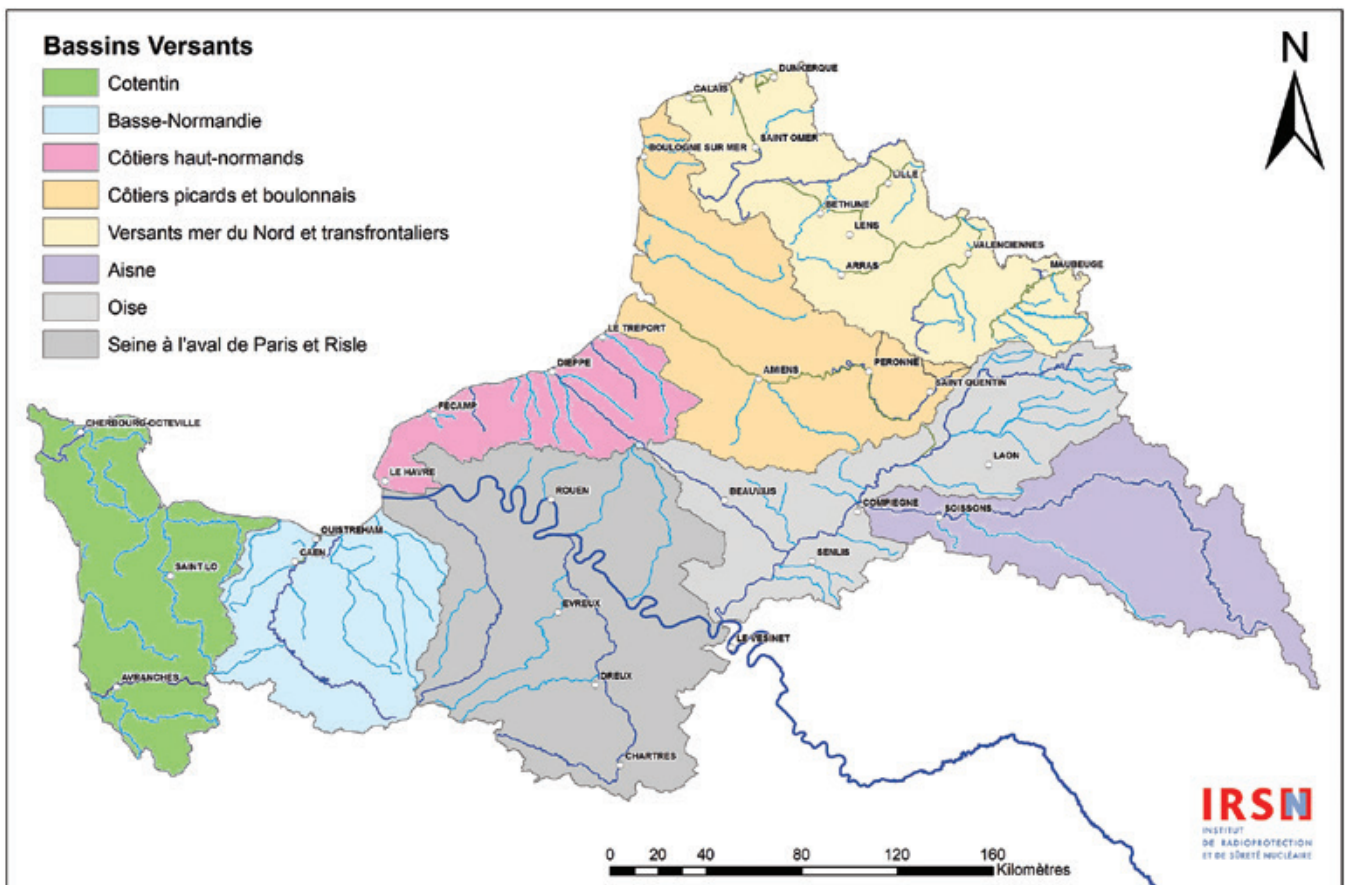 Bassins Versants
Cotentin
Basse-Normandie
Côtiers haut-normands
Côtiers picards et boulonnais
Versants mer du Nord et transfrontaliers
Aisne
Oise
Seine à l'aval de Paris et Risle
N
DUNKERQUE
CALAIS
SAINT OMER
BOULOGNE SUR MER
LILLE
BETHUNE
LENS
VALENCIENNES
ARRAS
MAUBEUGE
LE TREPORT
DIEPPE
AMIENS
PERONNE
SAINT QUENTIN
FECAMP
CHERBOURG-OCTEVILLE
LAON
LE HAVRE
ROUEN
BEAUVAIS
COMPIEGNE
SOISSONS
OUISTREHAM
CAEN
SENLIS
SAINT LO
EVREUX
LE VESINET
AVRANCHES
DREUX
CHARTRES
0 20 40 80 120 160
Kilomètres
IRSN
INSTITUT
DE RADIOPROTECTION
ET DE SÛRETÉ NUCLÉAIRE